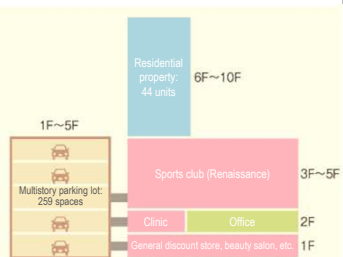 Residential
property:
44 units
6F～10F
1F～5F
Multistory parking lot:
259 spaces
Sports club (Renaissance)
3F～5F
Clinic
Office
2F
General discount store, beauty salon, etc.
1F